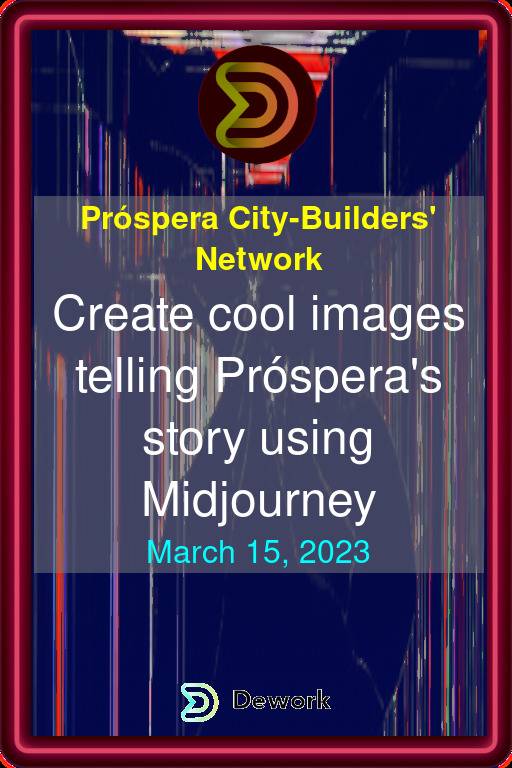 Próspera City-Builders'
Network
Create cool images
telling Próspera's
story using
Midjourney
March 15, 2023
Dework